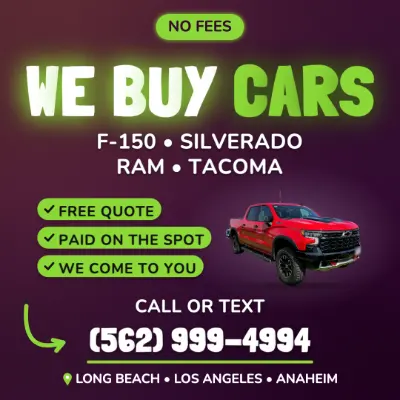 NO FEES
WE BUY CARS
F-150 • SILVERADO
RAM • TACOMA
FREE QUOTE
PAID ON THE SPOT
WE COME TO YOU
CALL OR TEXT
(562) 999-4994
LONG BEACH • LOS ANGELES • ANAHEIM